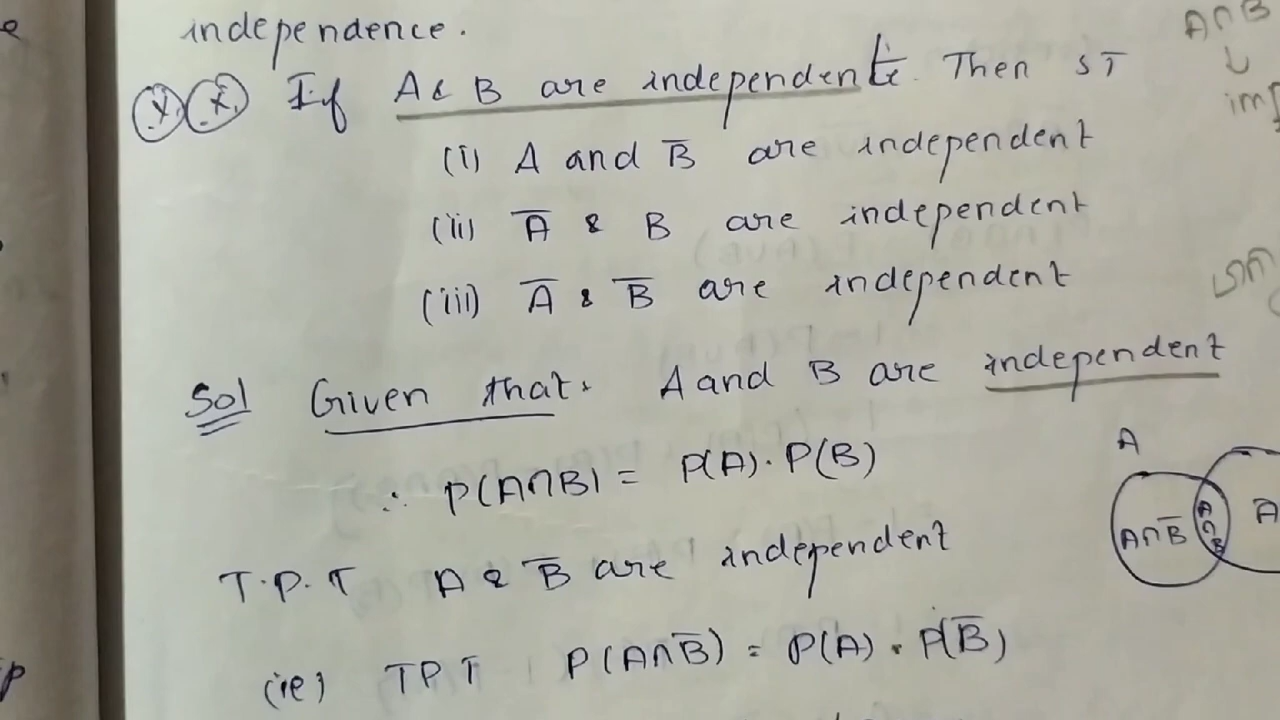 independence.
If A & B are independent. Then ST
(i) A and B̅ are independent
(ii) A̅ & B are independent
(iii) A̅ & B̅ are independent
Sol Given that. A and B are independent
∴ P(A∩B) = P(A).P(B)
T.P.T A & B̅ are independent
(ie) TPT P(A∩B̅) = P(A).P(B̅)
A∩B
↓
A
A∩B̅
A∩B